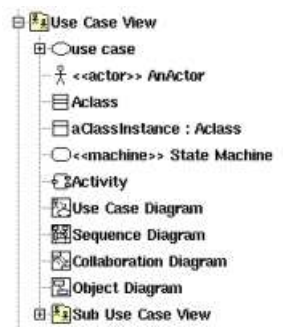 Use Case View
use case
<<actor>> AnActor
Aclass
aClassInstance : Aclass
<<machine>> State Machine
Activity
Use Case Diagram
Sequence Diagram
Collaboration Diagram
Object Diagram
Sub Use Case View